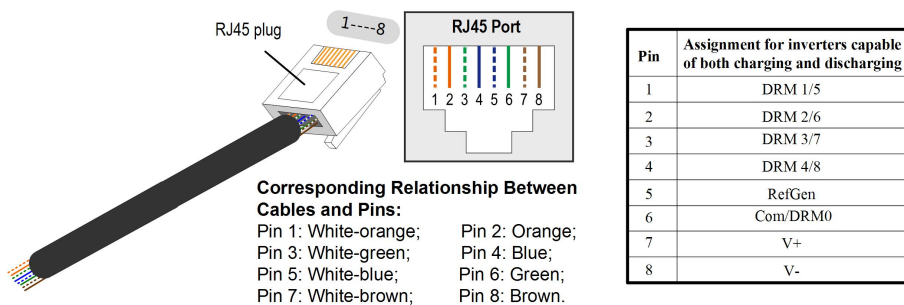 RJ45 plug
1----8
RJ45 Port
1 2 3 4 5 6 7 8
Corresponding Relationship Between
Cables and Pins:
Pin 1: White-orange; Pin 2: Orange;
Pin 3: White-green; Pin 4: Blue;
Pin 5: White-blue; Pin 6: Green;
Pin 7: White-brown; Pin 8: Brown.
Pin Assignment for inverters capable
of both charging and discharging
1 DRM 1/5
2 DRM 2/6
3 DRM 3/7
4 DRM 4/8
5 RefGen
6 Com/DRM0
7 V+
8 V-